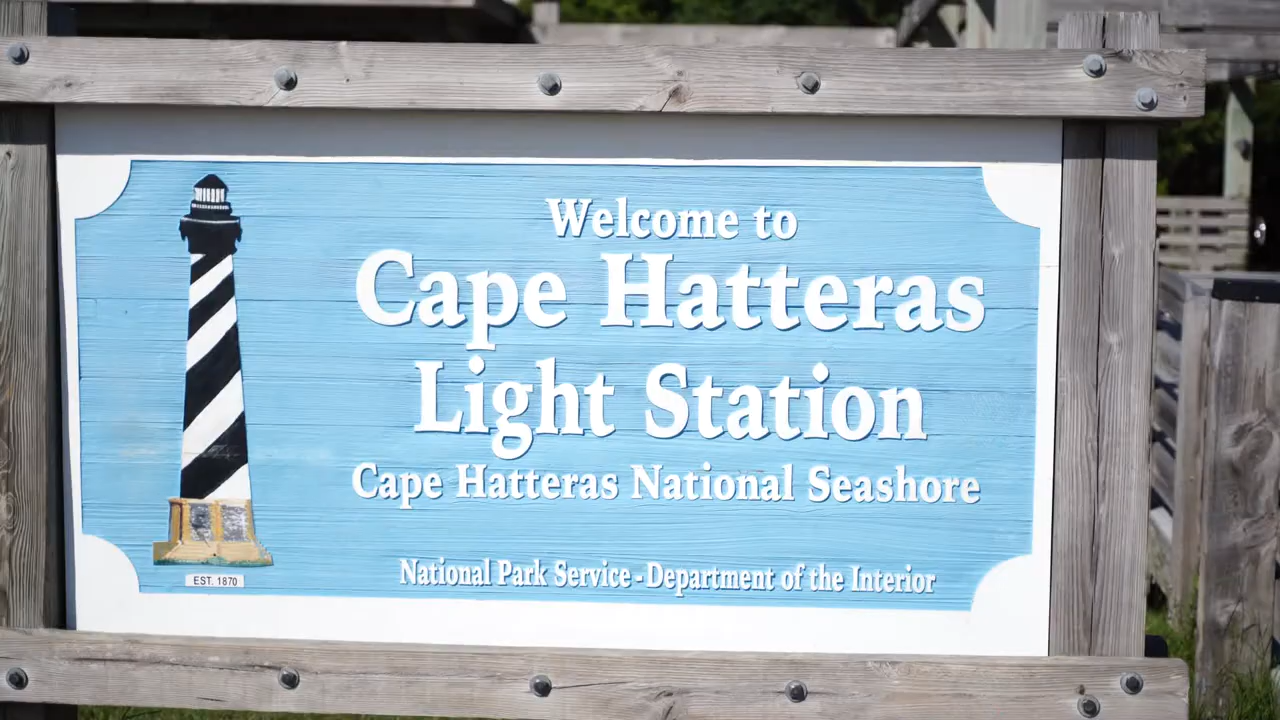 Welcome to
Cape Hatteras
Light Station
Cape Hatteras National Seashore
National Park Service - Department of the Interior
EST. 1870